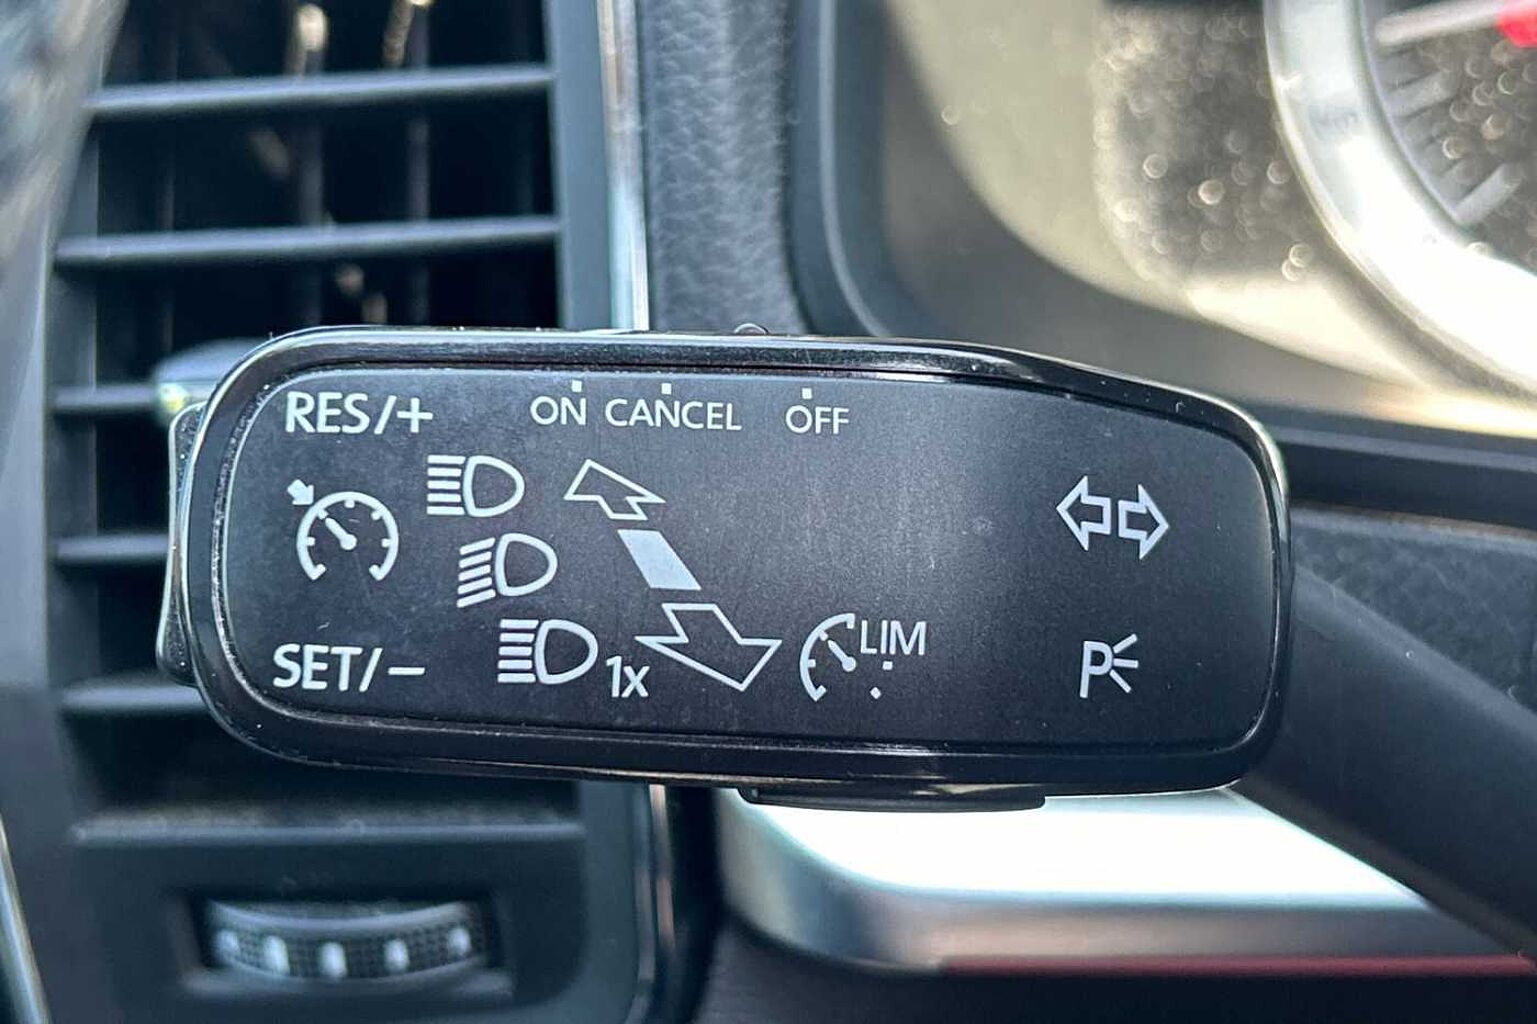 RES/+ ON CANCEL OFF
SET/− 1x LIM P